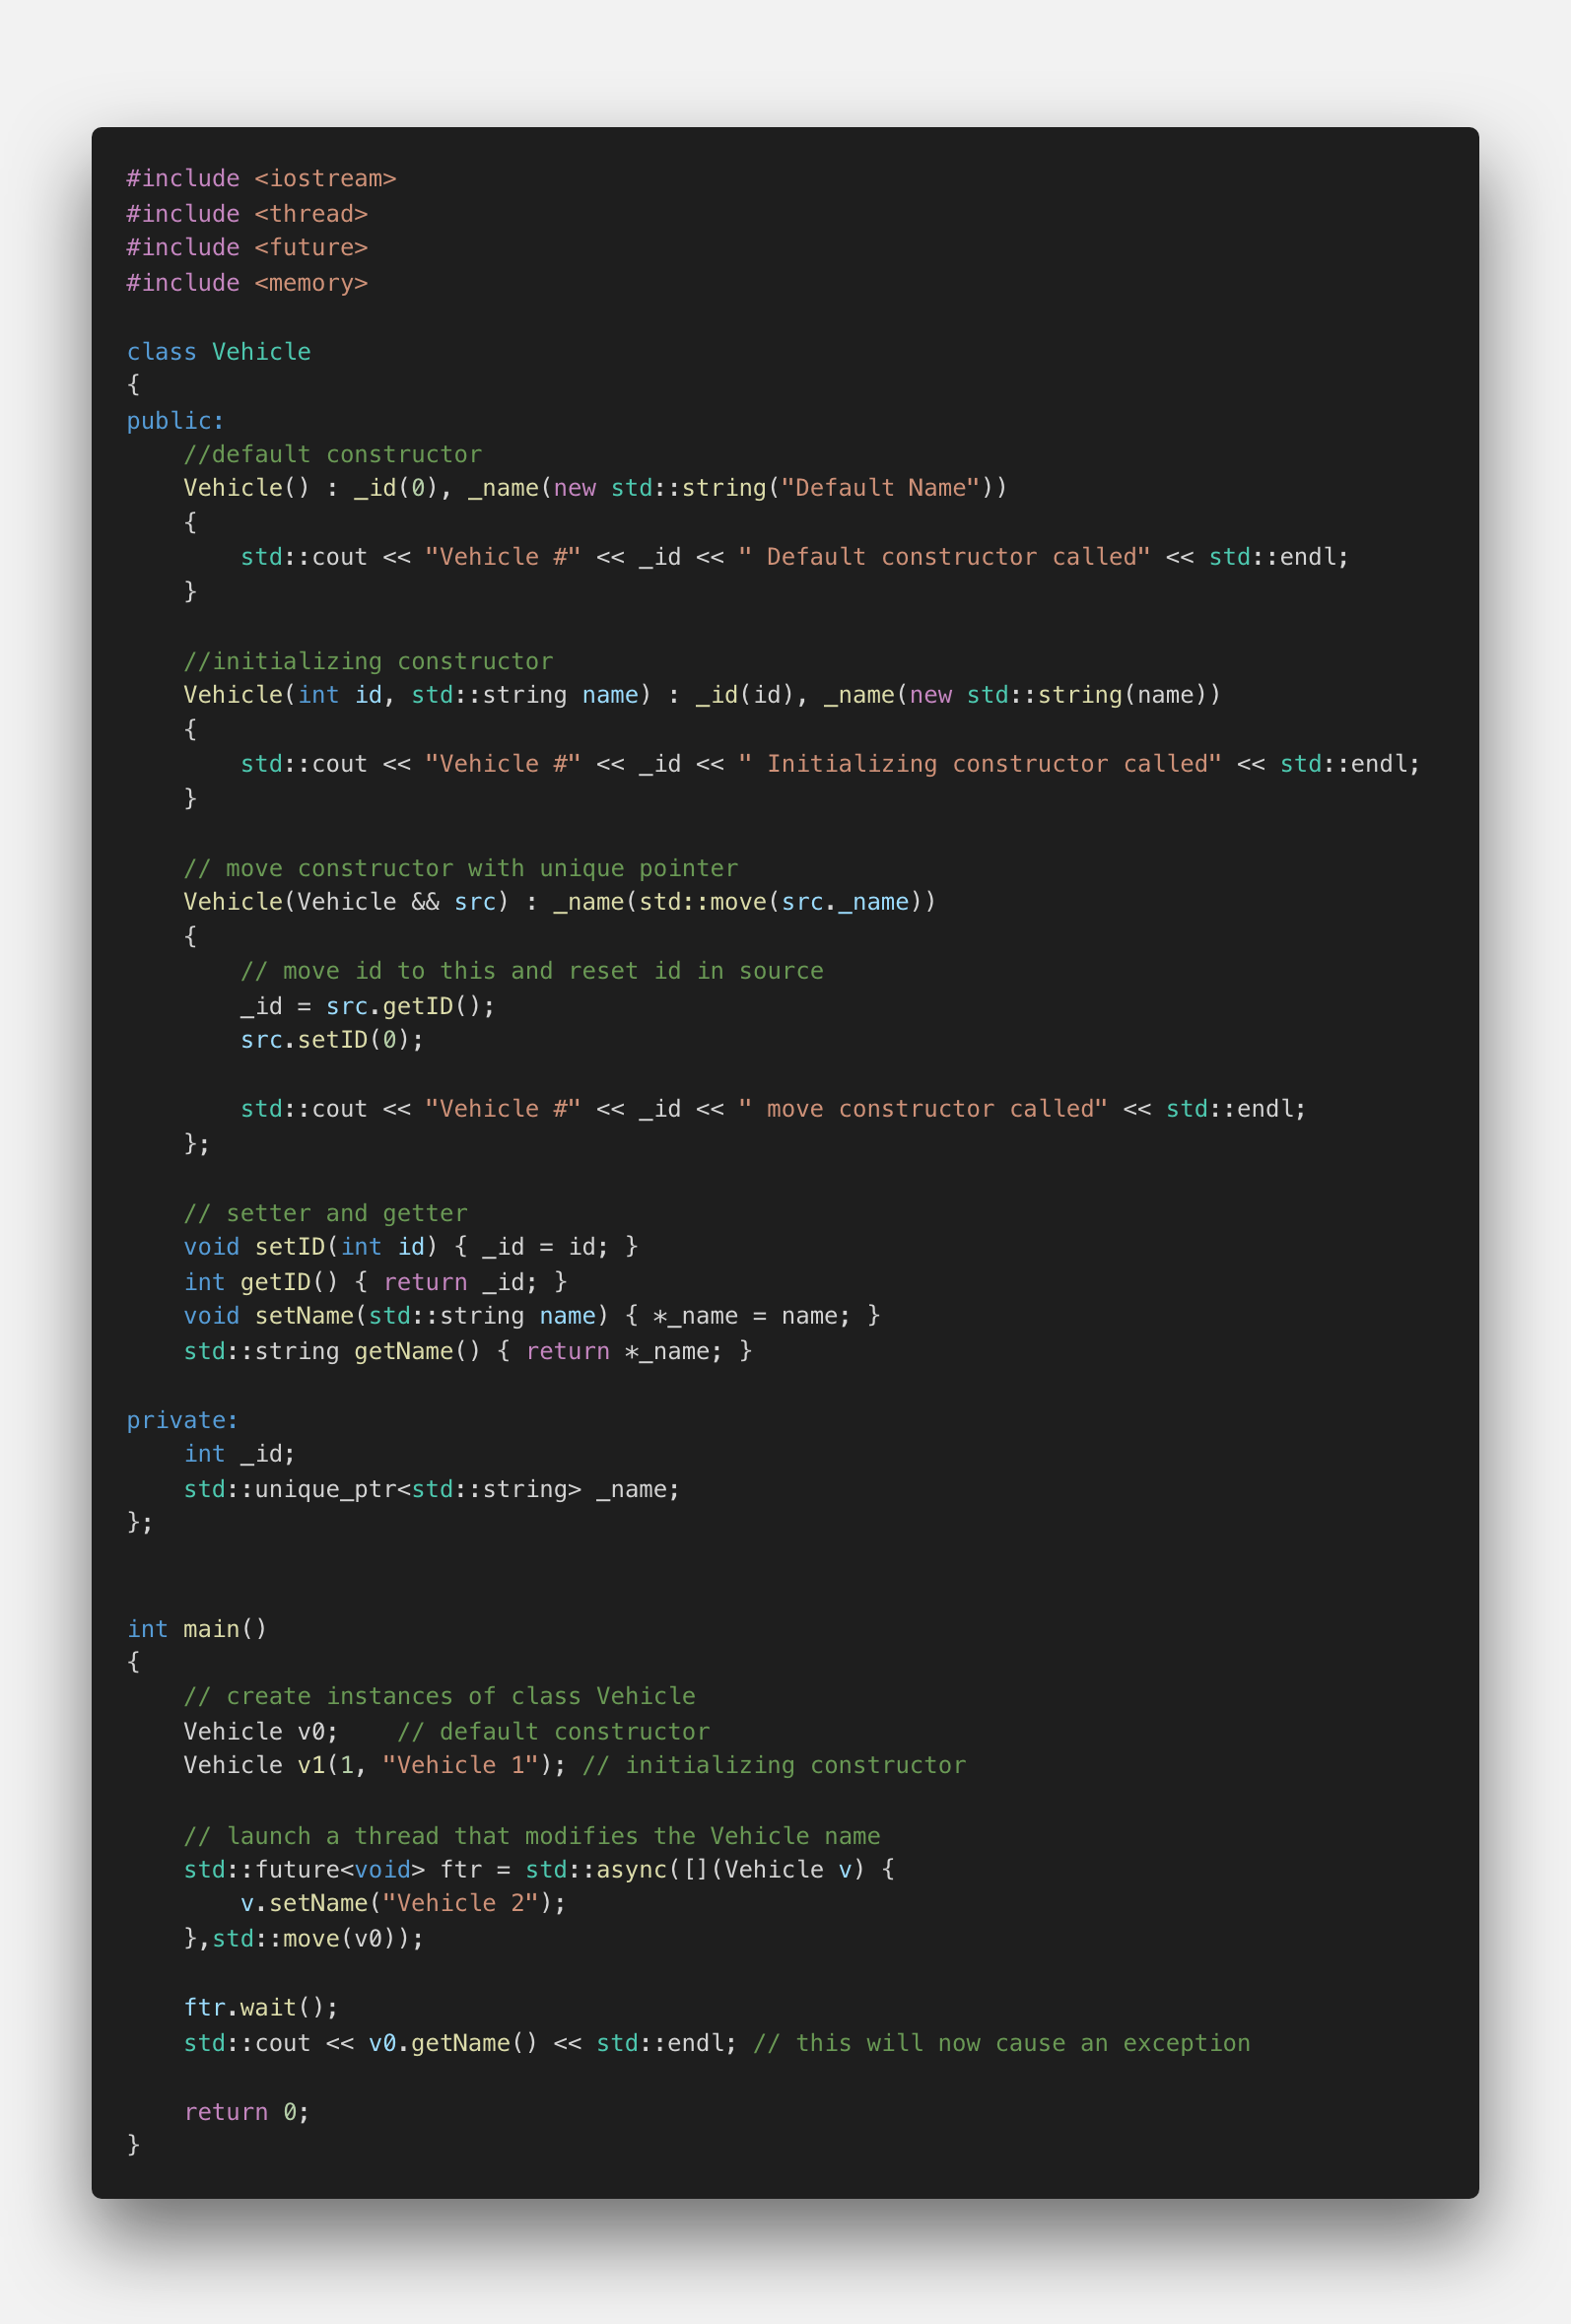 #include <iostream>
#include <thread>
#include <future>
#include <memory>

class Vehicle
{
public:
    //default constructor
    Vehicle() : _id(0), _name(new std::string("Default Name"))
    {
        std::cout << "Vehicle #" << _id << " Default constructor called" << std::endl;
    }

    //initializing constructor
    Vehicle(int id, std::string name) : _id(id), _name(new std::string(name))
    {
        std::cout << "Vehicle #" << _id << " Initializing constructor called" << std::endl;
    }

    // move constructor with unique pointer
    Vehicle(Vehicle && src) : _name(std::move(src._name))
    {
        // move id to this and reset id in source
        _id = src.getID();
        src.setID(0);

        std::cout << "Vehicle #" << _id << " move constructor called" << std::endl;
    };

    // setter and getter
    void setID(int id) { _id = id; }
    int getID() { return _id; }
    void setName(std::string name) { *_name = name; }
    std::string getName() { return *_name; }

private:
    int _id;
    std::unique_ptr<std::string> _name;
};


int main()
{
    // create instances of class Vehicle
    Vehicle v0;    // default constructor
    Vehicle v1(1, "Vehicle 1"); // initializing constructor

    // launch a thread that modifies the Vehicle name
    std::future<void> ftr = std::async([](Vehicle v) {
        v.setName("Vehicle 2");
    },std::move(v0));

    ftr.wait();
    std::cout << v0.getName() << std::endl; // this will now cause an exception

    return 0;
}